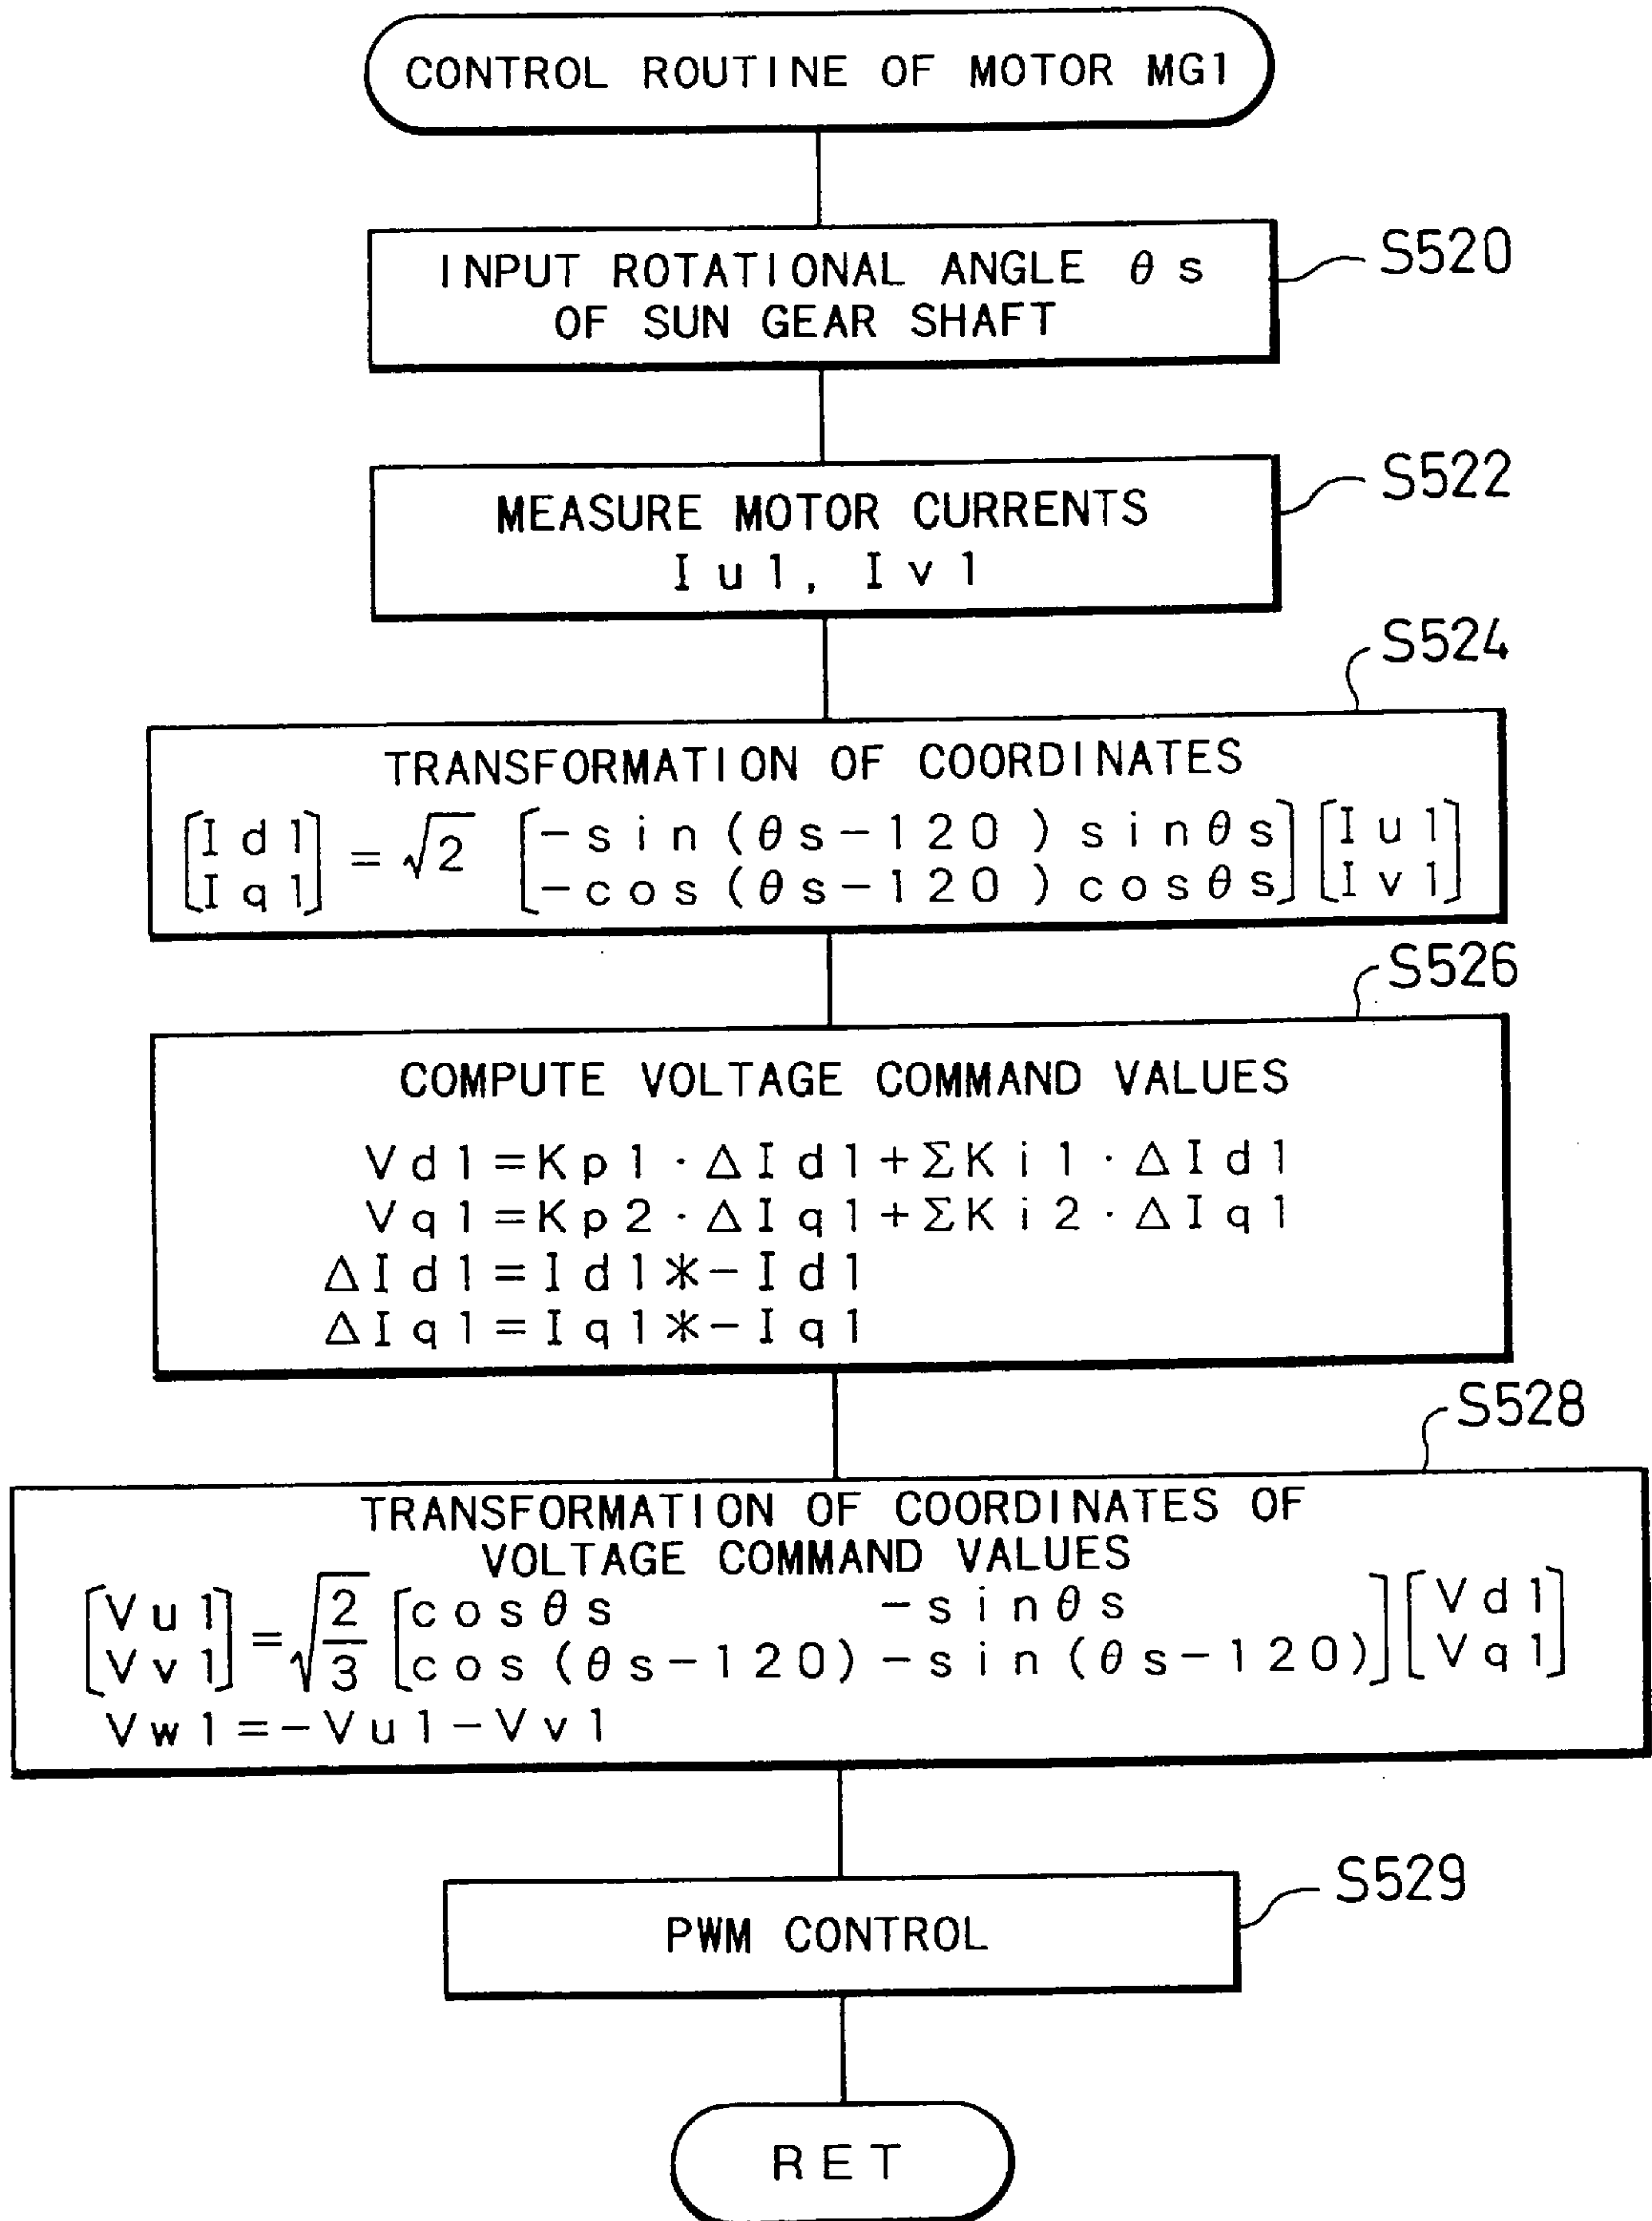 CONTROL ROUTINE OF MOTOR MG1
INPUT ROTATIONAL ANGLE θs
OF SUN GEAR SHAFT
S520
MEASURE MOTOR CURRENTS
Iu1, Iv1
S522
S524
TRANSFORMATION OF COORDINATES
[Id1] = √2 [-sin(θs-120) sinθs] [Iu1]
[Iq1] [-cos(θs-120) cosθs] [Iv1]
S526
COMPUTE VOLTAGE COMMAND VALUES
Vd1=Kp1·ΔId1+ΣKi1·ΔId1
Vq1=Kp2·ΔIq1+ΣKi2·ΔIq1
ΔId1=Id1*-Id1
ΔIq1=Iq1*-Iq1
S528
TRANSFORMATION OF COORDINATES OF
VOLTAGE COMMAND VALUES
[Vu1] = √2/3 [cosθs -sinθs] [Vd1]
[Vv1] [cos(θs-120) -sin(θs-120)] [Vq1]
Vw1=-Vu1-Vv1
S529
PWM CONTROL
RET